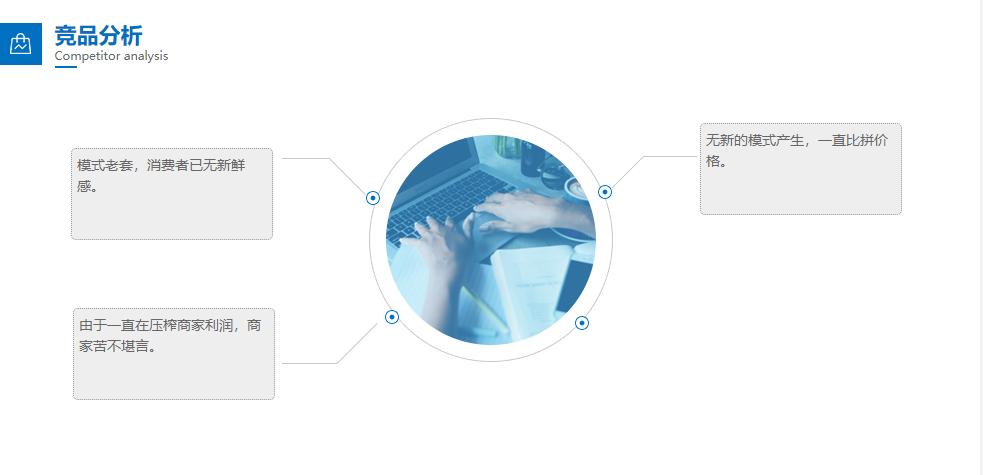 竞品分析
Competitor analysis
模式老套，消费者已无新鲜
感。
无新的模式产生，一直比拼价
格。
由于一直在压榨商家利润，商
家苦不堪言。